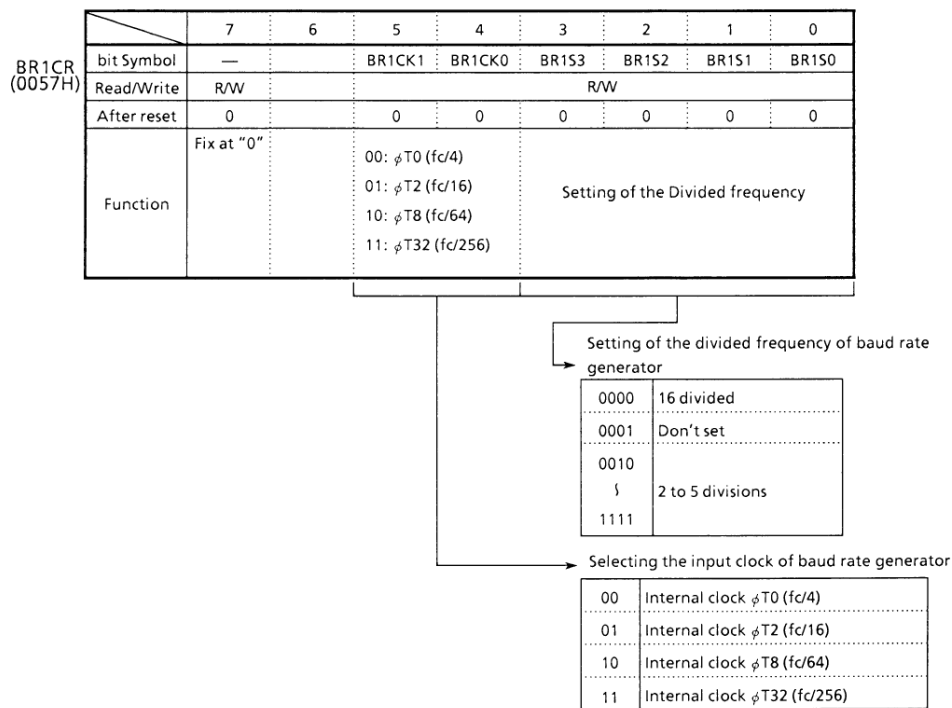 7 6 5 4 3 2 1 0
BR1CR
(0057H)
bit Symbol — BR1CK1 BR1CK0 BR1S3 BR1S2 BR1S1 BR1S0
Read/Write R/W R/W
After reset 0 0 0 0 0 0 0
Function
Fix at "0"
00: φT0 (fc/4)
01: φT2 (fc/16)
10: φT8 (fc/64)
11: φT32 (fc/256)
Setting of the Divided frequency
Setting of the divided frequency of baud rate
generator
0000 16 divided
0001 Don't set
0010
⌇ 2 to 5 divisions
1111
Selecting the input clock of baud rate generator
00 Internal clock φT0 (fc/4)
01 Internal clock φT2 (fc/16)
10 Internal clock φT8 (fc/64)
11 Internal clock φT32 (fc/256)